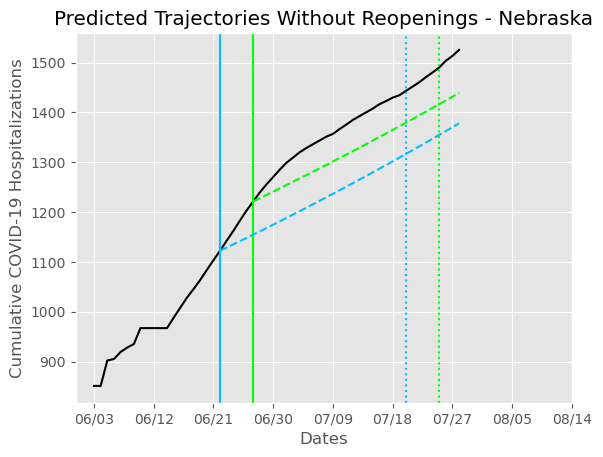 Predicted Trajectories Without Reopenings - Nebraska
Cumulative COVID-19 Hospitalizations
1500
1400
1300
1200
1100
1000
900
06/03 06/12 06/21 06/30 07/09 07/18 07/27 08/05 08/14
Dates